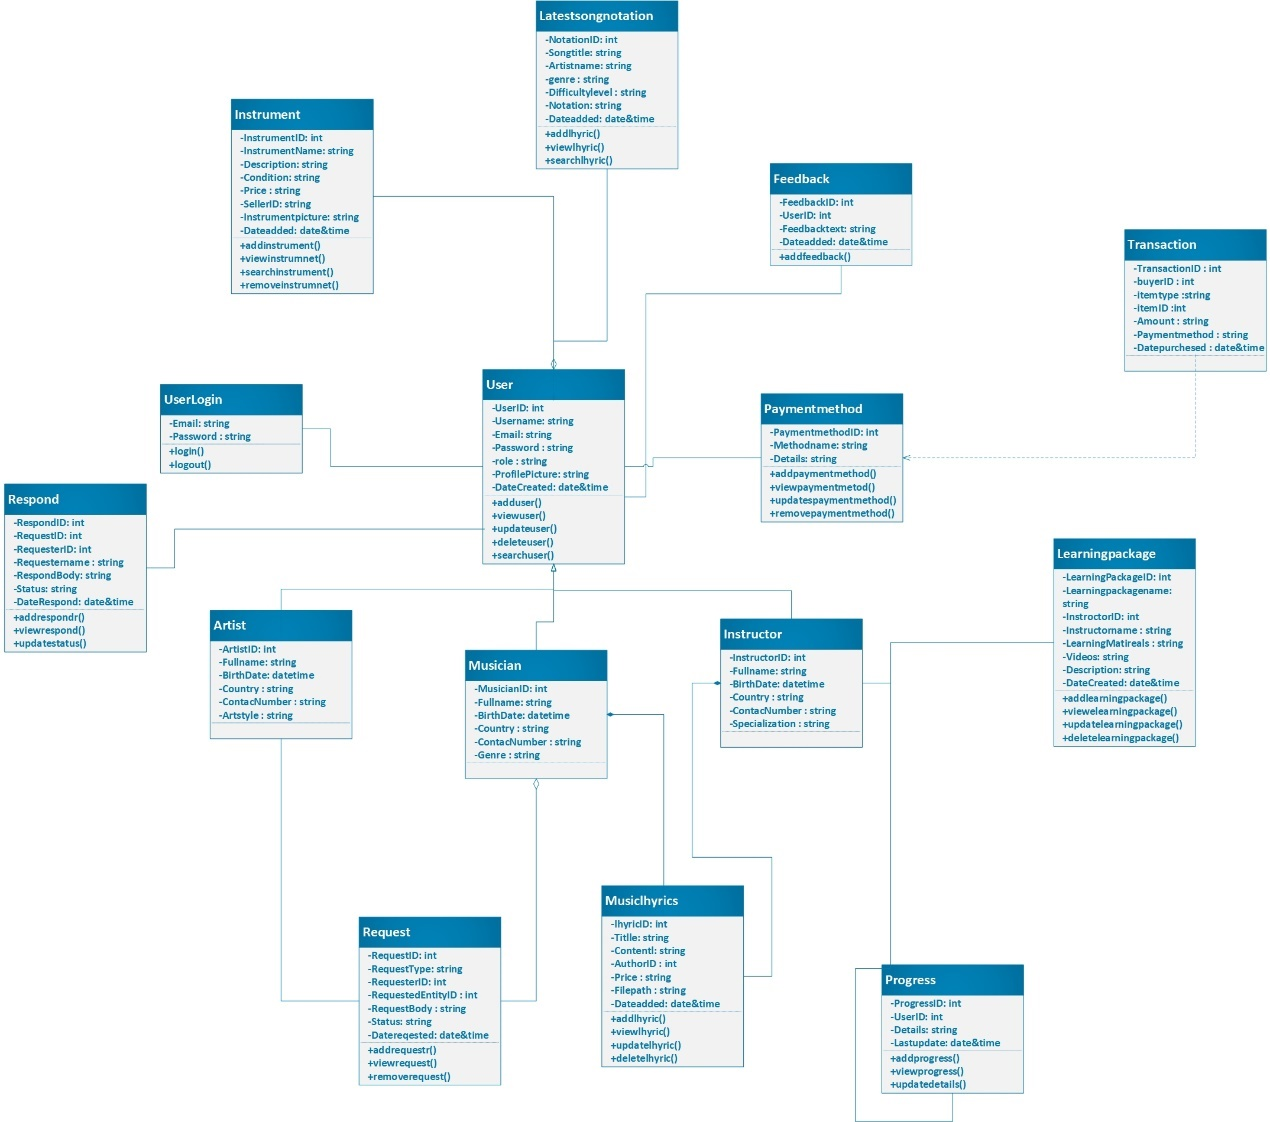 Latestsongnotation
-NotationID: int
-Songtitle: string
-Artistname: string
-genre : string
-Difficultylevel : string
-Notation: string
-Dateadded: date&time
+addlhyric()
+viewlhyric()
+searchlhyric()
Instrument
-InstrumentID: int
-InstrumentName: string
-Description: string
-Condition: string
-Price : string
-SellerID: string
-Instrumentpicture: string
-Dateadded: date&time
+addinstrument()
+viewinstrumnet()
+searchinstrument()
+removeinstrumnet()
Feedback
-FeedbackID: int
-UserID: int
-Feedbacktext: string
-Dateadded: date&time
+addfeedback()
Transaction
-TransactionID : int
-buyerID : int
-itemtype :string
-itemID :int
-Amount : string
-Paymentmethod : string
-Datepurchesed : date&time
User
-UserID: int
-Username: string
-Email: string
-Password : string
-role : string
-ProfilePicture: string
-DateCreated: date&time
+adduser()
+viewuser()
+updateuser()
+deleteuser()
+searchuser()
UserLogin
-Email: string
-Password : string
+login()
+logout()
Paymentmethod
-PaymentmethodID: int
-Methodname: string
-Details: string
+addpaymentmethod()
+viewpaymentmetod()
+updatespaymentmethod()
+removepaymentmethod()
Respond
-RespondID: int
-RequestID: int
-RequesterID: int
-Requestername : string
-RespondBody: string
-Status: string
-DateRespond: date&time
+addrespondr()
+viewrespond()
+updatestatus()
Learningpackage
-LearningPackageID: int
-Learningpackagename:
string
-InstroctorID: int
-Instructorname : string
-LearningMatireals : string
-Videos: string
-Description: string
-DateCreated: date&time
+addlearningpackage()
+viewelearningpackage()
+updatelearningpackage()
+deletelearningpackage()
Artist
-ArtistID: int
-Fullname: string
-BirthDate: datetime
-Country : string
-ContacNumber : string
-Artstyle : string
Musician
-MusicianID: int
-Fullname: string
-BirthDate: datetime
-Country : string
-ContacNumber : string
-Genre : string
Instructor
-InstructorID: int
-Fullname: string
-BirthDate: datetime
-Country : string
-ContacNumber : string
-Specialization : string
Request
-RequestID: int
-RequestType: string
-RequesterID: int
-RequestedEntityID : int
-RequestBody : string
-Status: string
-Datereqested: date&time
+addrequestr()
+viewrequest()
+removerequest()
Musiclhyrics
-lhyricID: int
-Titlle: string
-Contentl: string
-AuthorID : int
-Price : string
-Filepath : string
-Dateadded: date&time
+addlhyric()
+viewlhyric()
+updatelhyric()
+deletelhyric()
Progress
-ProgressID: int
-UserID: int
-Details: string
-Lastupdate: date&time
+addprogress()
+viewprogress()
+updatedetails()